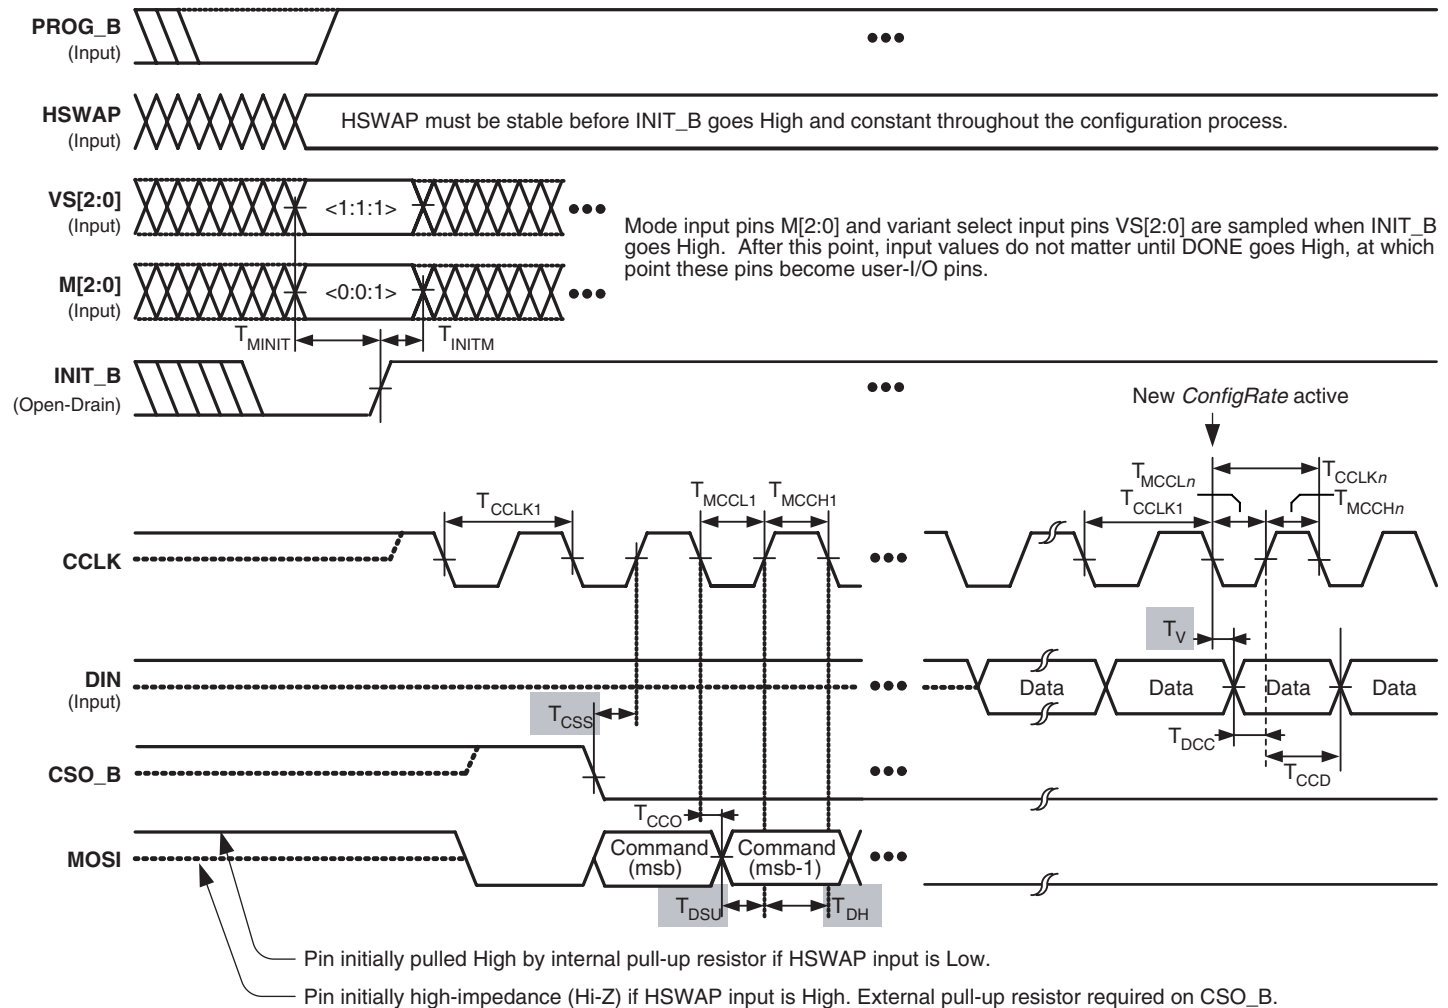 PROG_B
(Input)
HSWAP
(Input)
HSWAP must be stable before INIT_B goes High and constant throughout the configuration process.
VS[2:0]
(Input)
<1:1:1>
Mode input pins M[2:0] and variant select input pins VS[2:0] are sampled when INIT_B
goes High. After this point, input values do not matter until DONE goes High, at which
point these pins become user-I/O pins.
M[2:0]
(Input)
<0:0:1>
TMINIT
TINITM
INIT_B
(Open-Drain)
New ConfigRate active
TCCLK1
TMCCL1
TMCCH1
TMCCLn
TCCLKn
TCCLK1
TMCCHn
CCLK
TV
DIN
(Input)
Data
Data
Data
Data
TCSS
TDCC
TCCD
CSO_B
TCCO
MOSI
Command
(msb)
Command
(msb-1)
TDSU
TDH
Pin initially pulled High by internal pull-up resistor if HSWAP input is Low.
Pin initially high-impedance (Hi-Z) if HSWAP input is High. External pull-up resistor required on CSO_B.